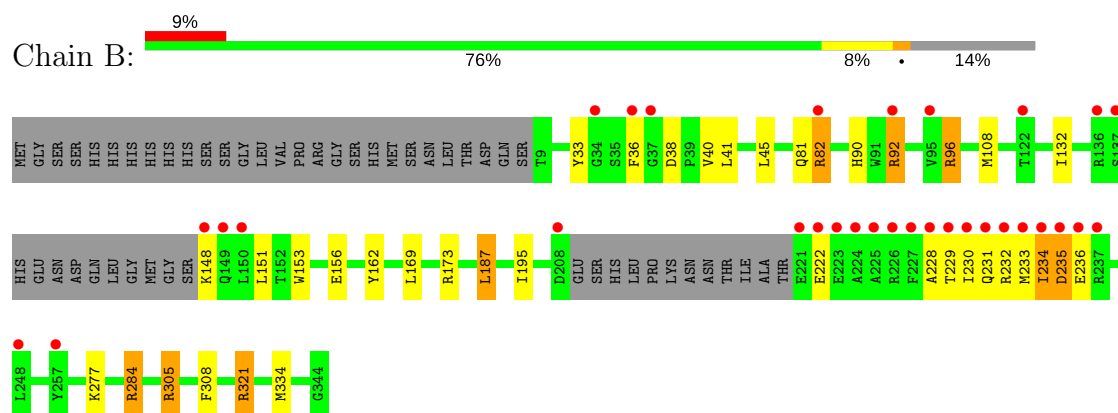 9%
Chain B:
76% 8% • 14%
MET GLY SER SER HIS HIS HIS HIS HIS HIS SER SER GLY LEU VAL PRO ARG GLY SER HIS MET SER ASN LEU THR ASP GLN SER T9 Y33 G34 S35 F36 G37 D38 P39 V40 L41 L45 Q81 R82 H90 W91 R92 V95 R96 M108 T122 I132 R136 S137
HIS GLU ASN ASP GLN LEU GLY MET GLY SER K148 Q149 L150 L151 T152 W153 E156 Y162 L169 R173 L187 I195 D208 GLU SER HIS LEU PRO LYS ASN ASN THR ILE ALA THR E221 E222 E223 A224 A225 R226 F227 A228 T229 I230 Q231 R232 M233 I234 D235 E236 R237
L248 Y257 K277 R284 R305 F308 R321 M334 G344